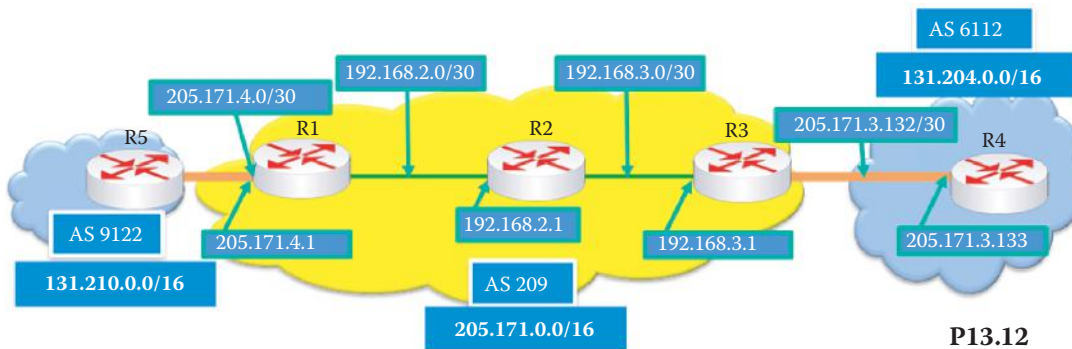 AS 6112
131.204.0.0/16
192.168.2.0/30
192.168.3.0/30
205.171.4.0/30
205.171.3.132/30
R5
R1
R2
R3
R4
AS 9122
205.171.4.1
192.168.2.1
192.168.3.1
205.171.3.133
131.210.0.0/16
AS 209
205.171.0.0/16
P13.12